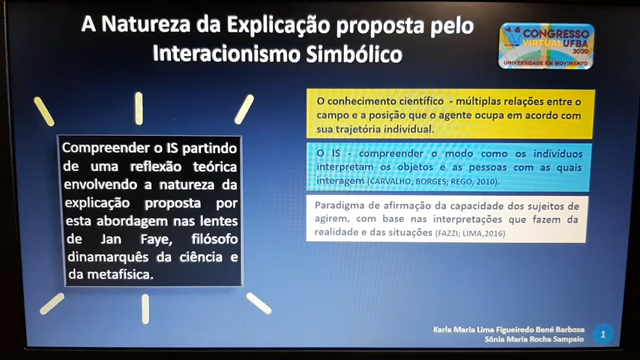 A Natureza da Explicação proposta pelo
Interacionismo Simbólico
CONGRESSO
VIRTUAL UFBA
2020
UNIVERSIDADE EM MOVIMENTO
Compreender o IS partindo
de uma reflexão teórica
envolvendo a natureza da
explicação proposta por
esta abordagem nas lentes
de Jan Faye, filósofo
dinamarquês da ciência e
da metafísica.
O conhecimento científico - múltiplas relações entre o
campo e a posição que o agente ocupa em acordo com
sua trajetória individual.
O IS - compreender o modo como os indivíduos
interpretam os objetos e as pessoas com as quais
interagem (CARVALHO; BORGES; REGO, 2010).
Paradigma de afirmação da capacidade dos sujeitos de
agirem, com base nas interpretações que fazem da
realidade e das situações (FAZZI; LIMA,2016)
Karla Maria Lima Figueiredo Bené Barbosa
Sônia Maria Rocha Sampaio
1